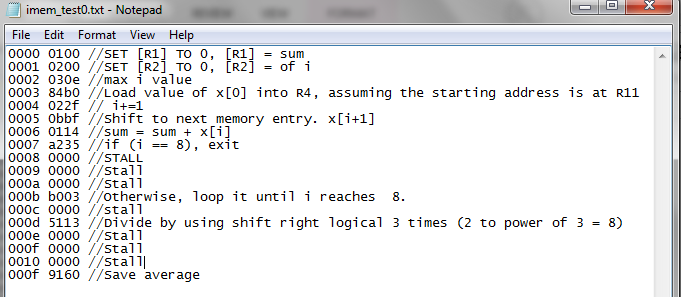 imem_test0.txt - Notepad
File Edit Format View Help
0000 0100 //SET [R1] TO 0, [R1] = sum
0001 0200 //SET [R2] TO 0, [R2] = of i
0002 030e //max i value
0003 84b0 //Load value of x[0] into R4, assuming the starting address is at R11
0004 022f // i+=1
0005 0bbf //Shift to next memory entry. x[i+1]
0006 0114 //sum = sum + x[i]
0007 a235 //if (i == 8), exit
0008 0000 //STALL
0009 0000 //Stall
000a 0000 //Stall
000b b003 //Otherwise, loop it until i reaches  8.
000c 0000 //stall
000d 5113 //Divide by using shift right logical 3 times (2 to power of 3 = 8)
000e 0000 //Stall
000f 0000 //Stall
0010 0000 //Stall
000f 9160 //Save average